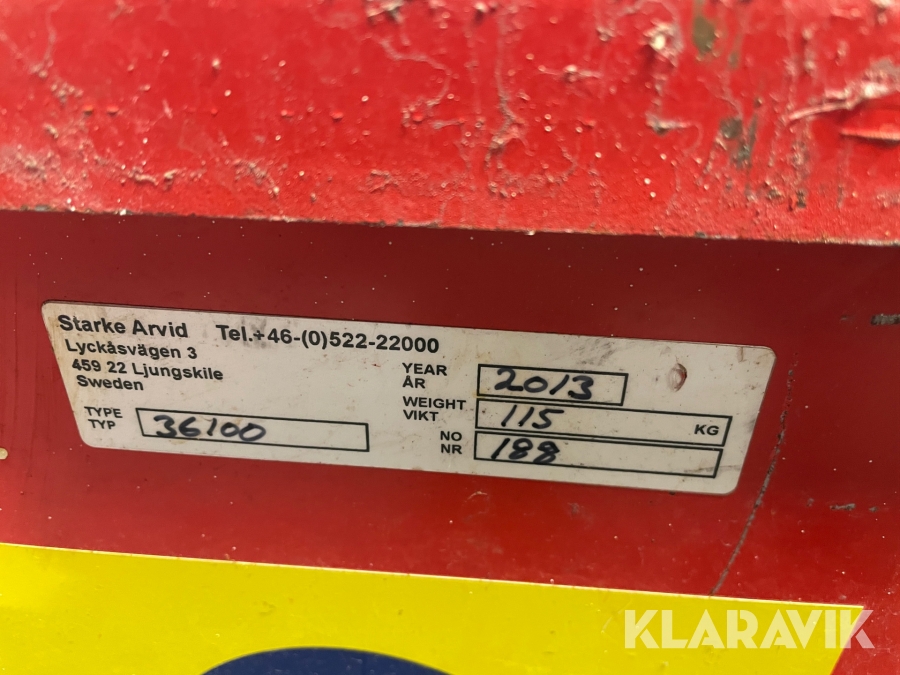 Starke Arvid Tel.+46-(0)522-22000
Lyckåsvägen 3
459 22 Ljungskile
Sweden
TYPE
TYP 36100
YEAR
ÅR 2013
WEIGHT
VIKT 115 KG
NO
NR 188
KLARAVIK